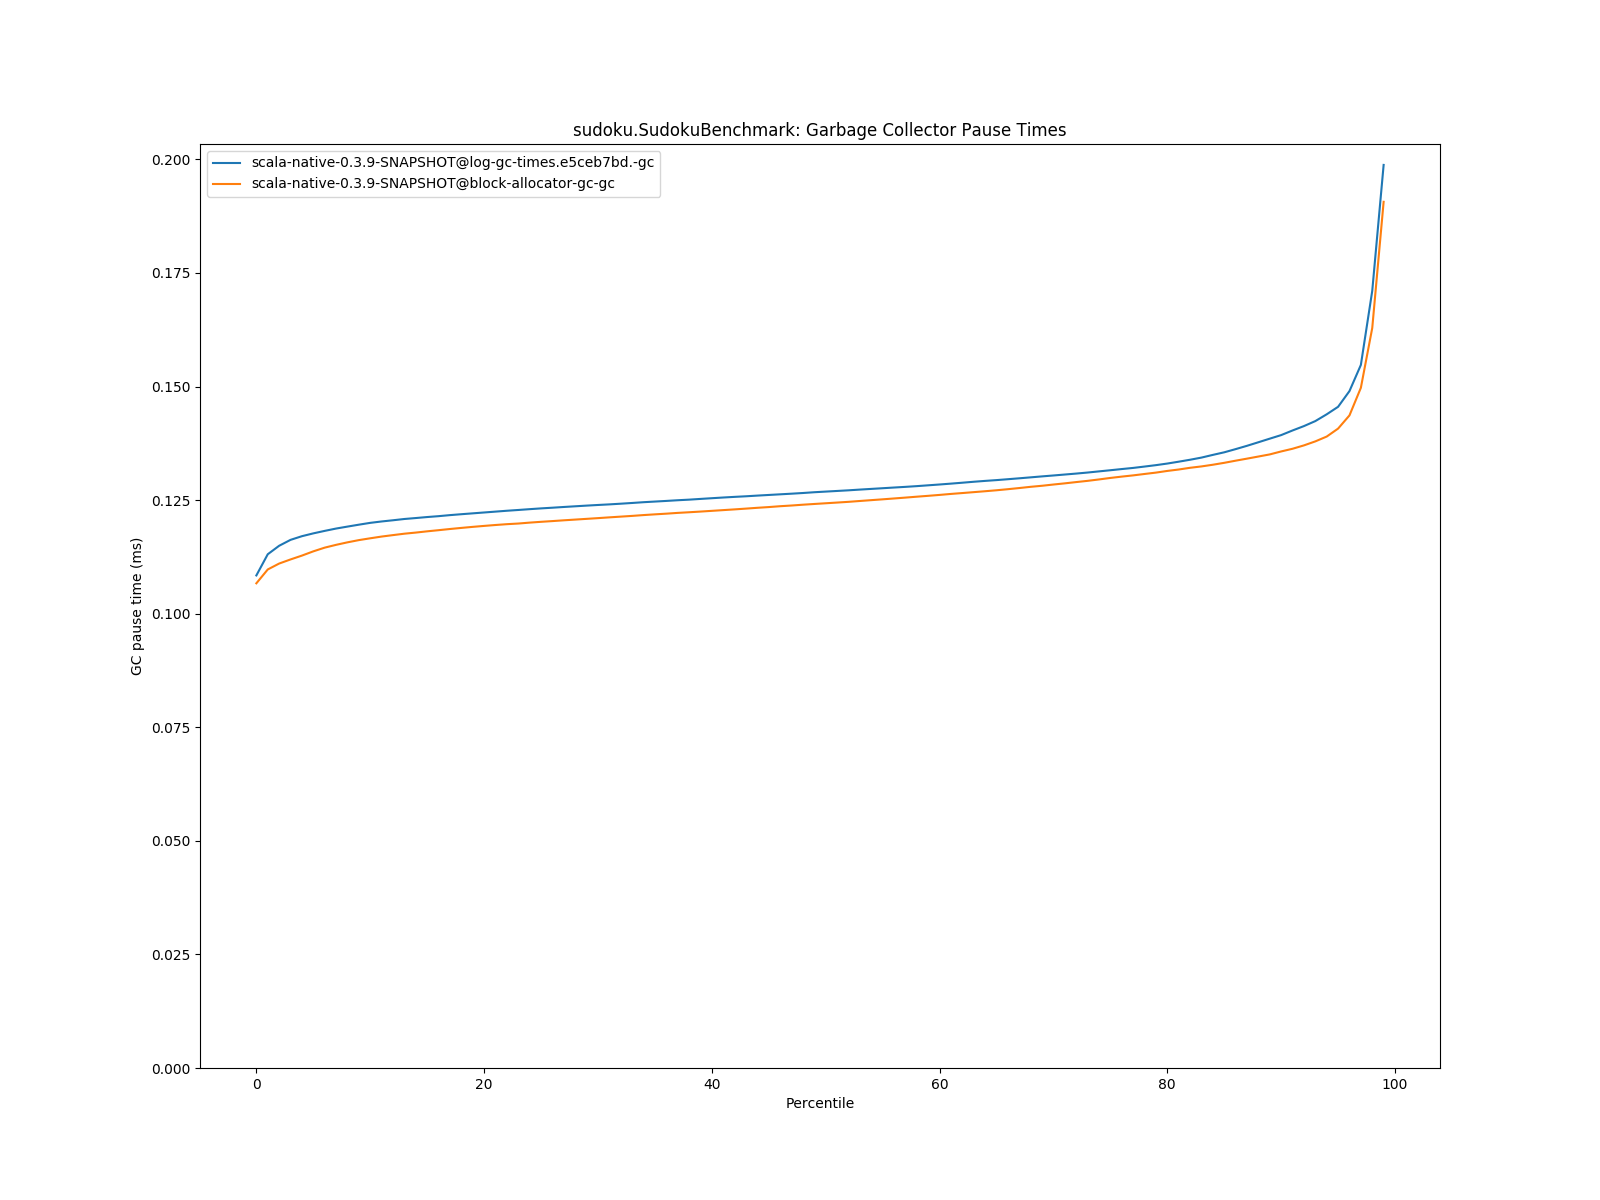 sudoku.SudokuBenchmark: Garbage Collector Pause Times
scala-native-0.3.9-SNAPSHOT@log-gc-times.e5ceb7bd.-gc
scala-native-0.3.9-SNAPSHOT@block-allocator-gc-gc
0.200
0.175
0.150
0.125
0.100
0.075
0.050
0.025
0.000
GC pause time (ms)
0 20 40 60 80 100
Percentile